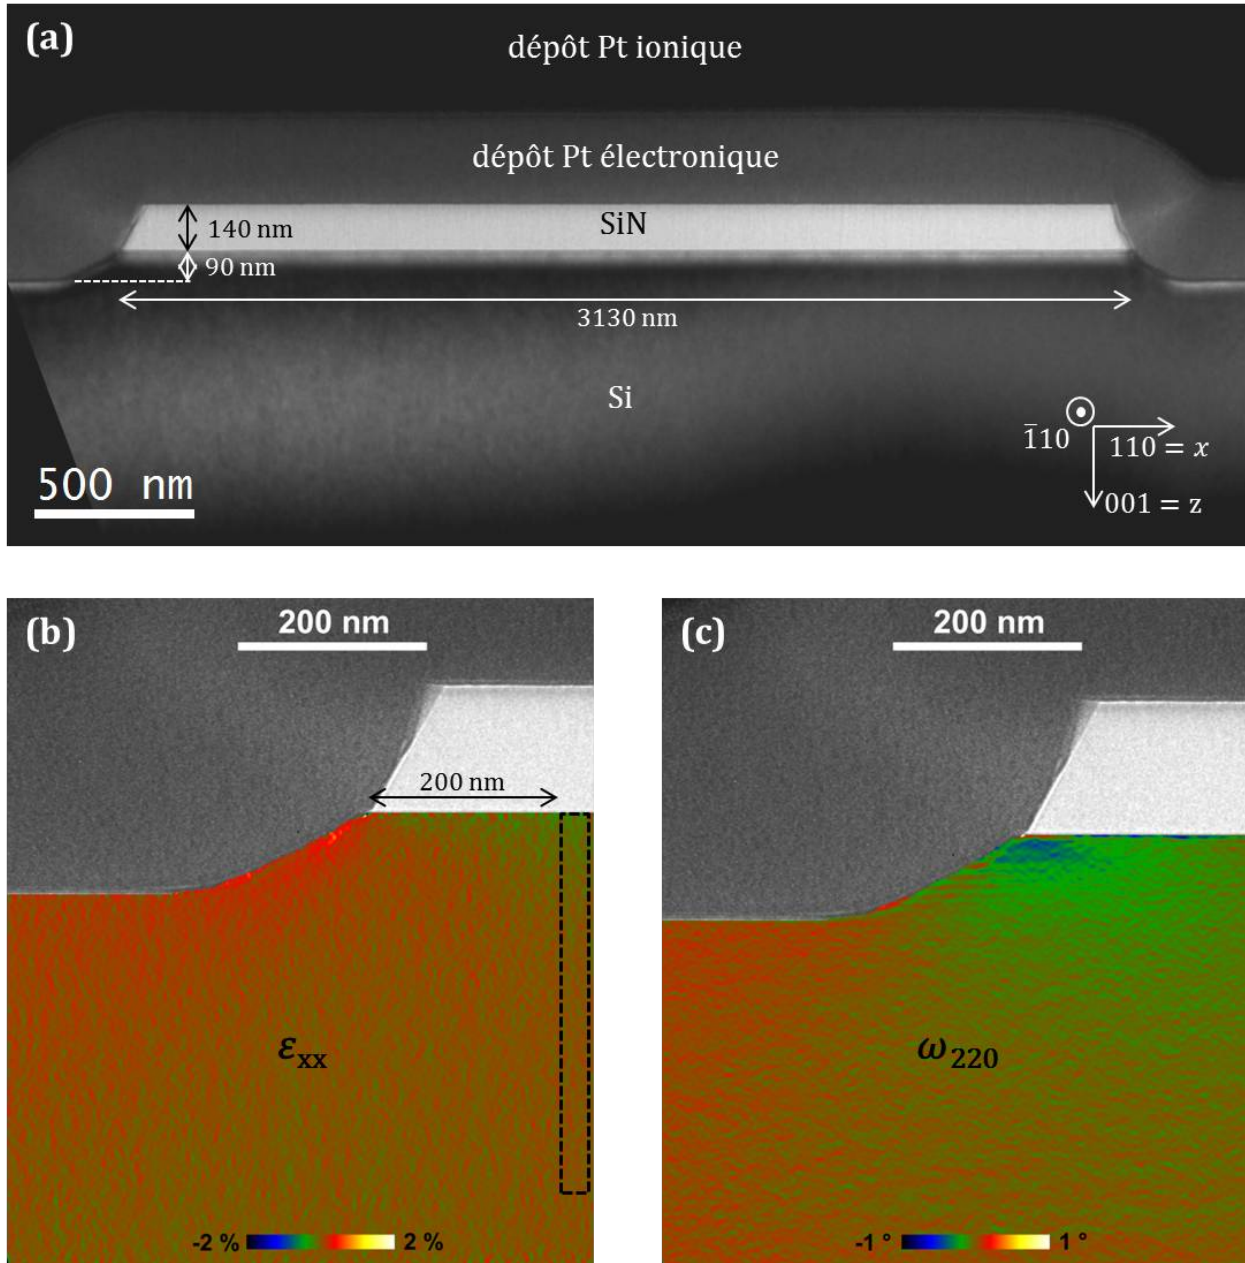 (a)
dépôt Pt ionique
dépôt Pt électronique
SiN
140 nm
90 nm
3130 nm
Si
1̅10
110 = x
001 = z
500 nm
(b)
200 nm
200 nm
εxx
-2 % 2 %
(c)
200 nm
ω220
-1 ° 1 °